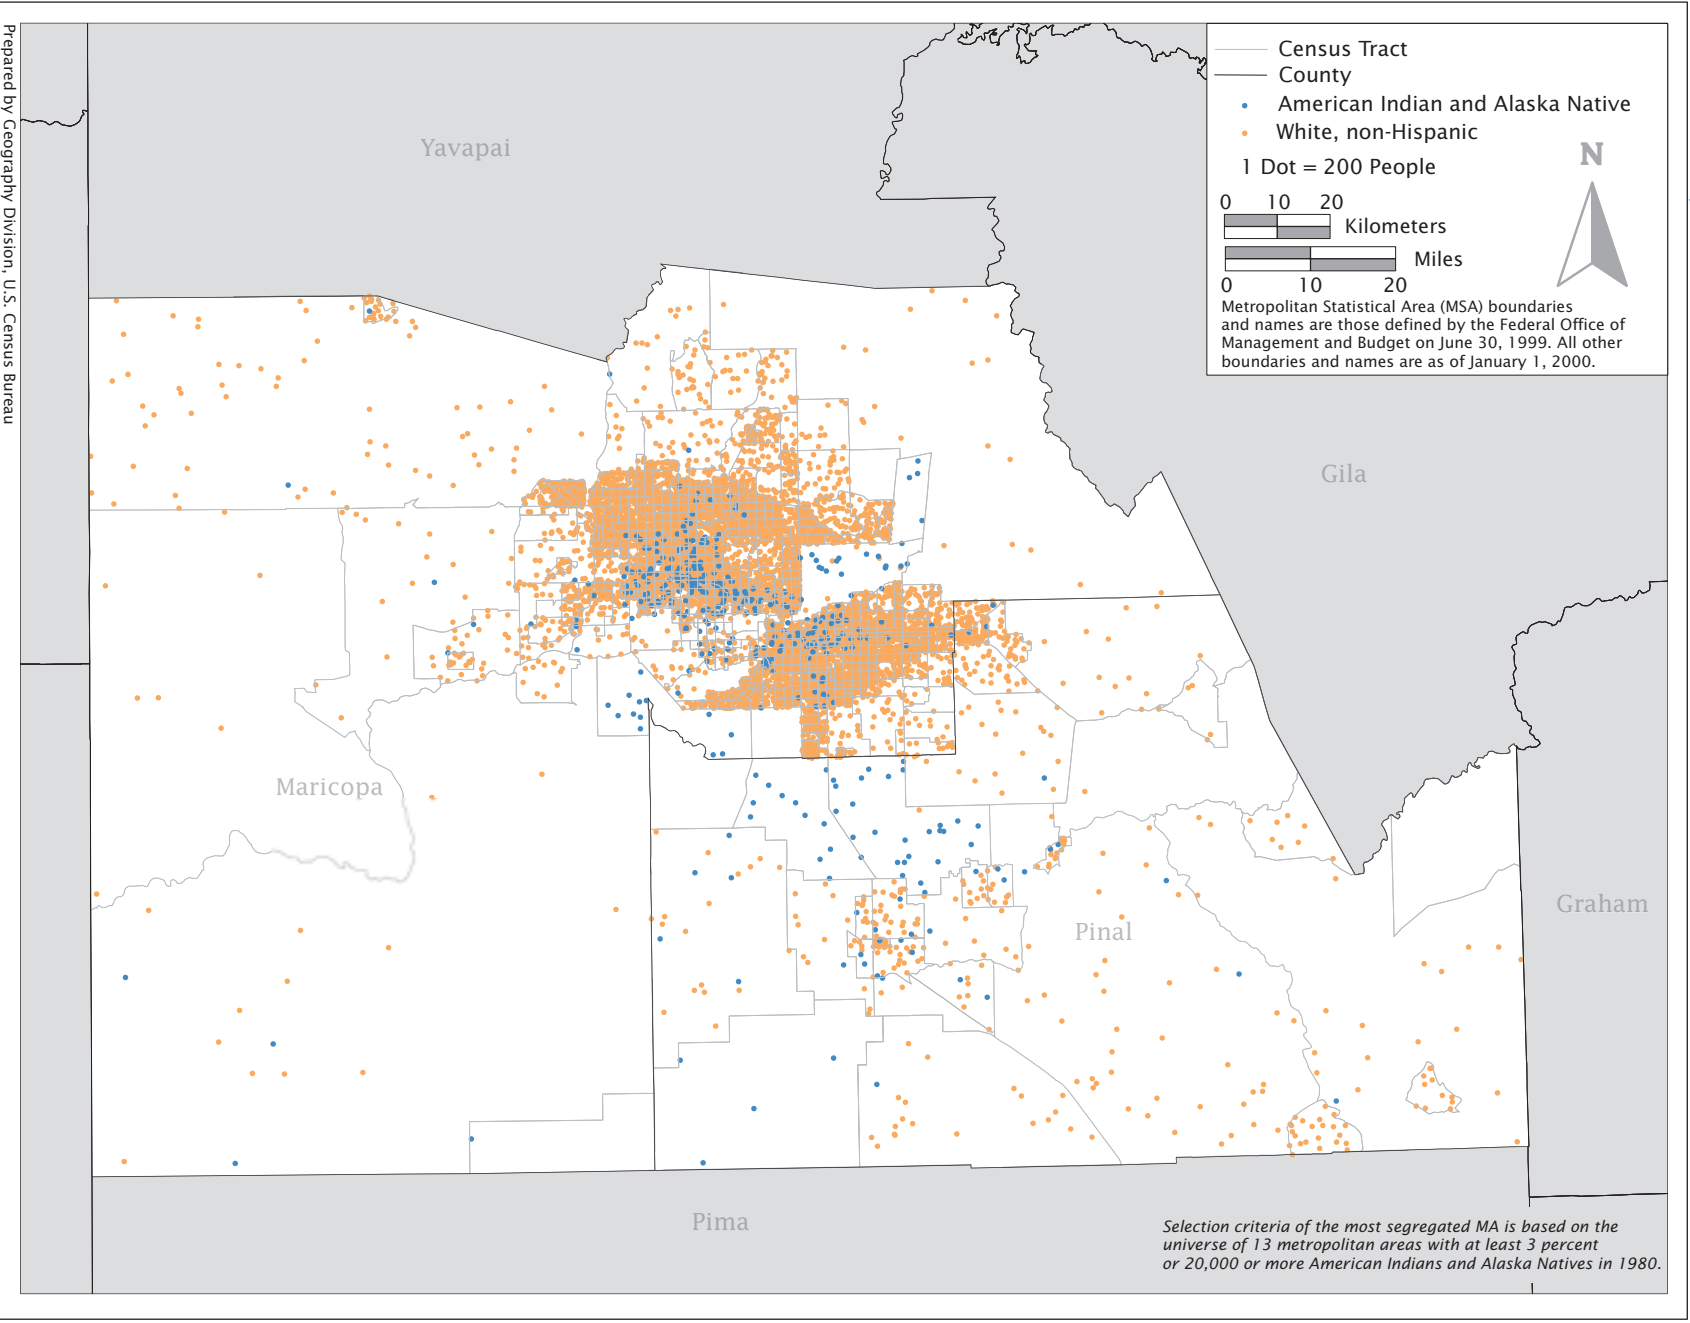 Prepared by Geography Division, U.S. Census Bureau
Census Tract
County
American Indian and Alaska Native
White, non-Hispanic
1 Dot = 200 People
N
0 10 20
Kilometers
Miles
0 10 20
Metropolitan Statistical Area (MSA) boundaries
and names are those defined by the Federal Office of
Management and Budget on June 30, 1999. All other
boundaries and names are as of January 1, 2000.
Yavapai
Gila
Maricopa
Pinal
Graham
Pima
Selection criteria of the most segregated MA is based on the
universe of 13 metropolitan areas with at least 3 percent
or 20,000 or more American Indians and Alaska Natives in 1980.